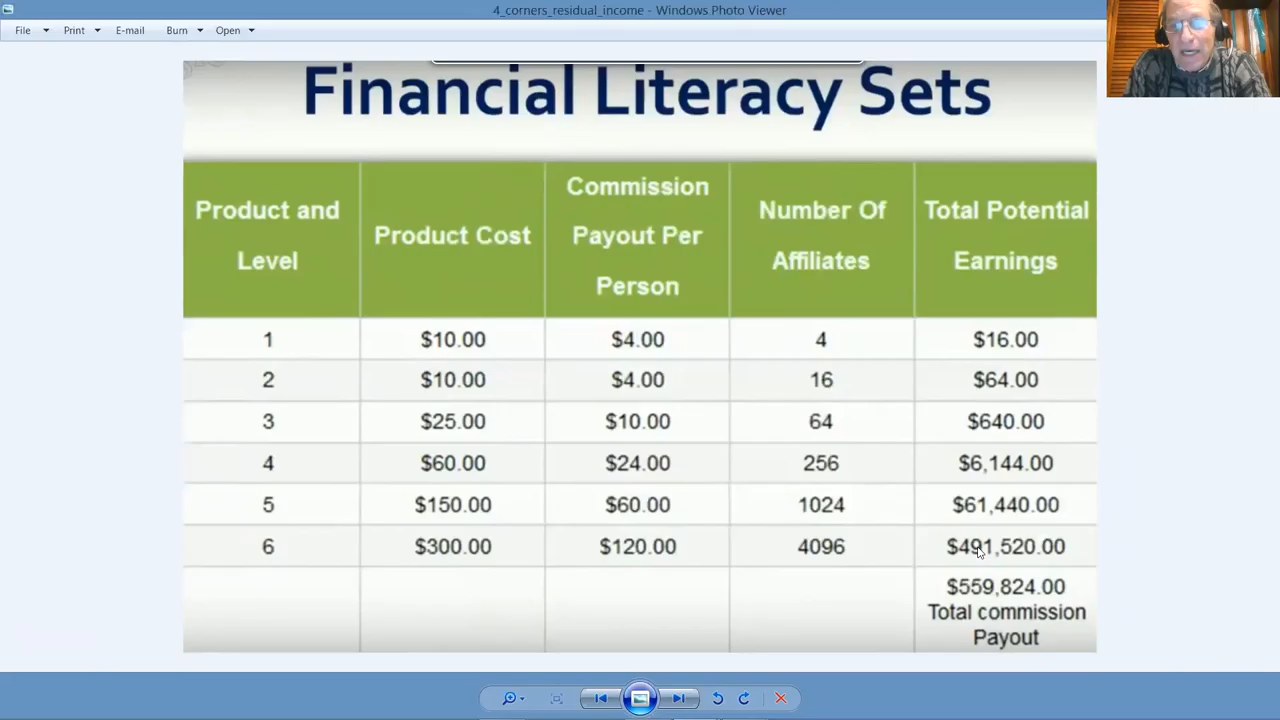 4_corners_residual_income - Windows Photo Viewer
File Print E-mail Burn Open
Financial Literacy Sets
Product and Level Product Cost Commission Payout Per Person Number Of Affiliates Total Potential Earnings
1 $10.00 $4.00 4 $16.00
2 $10.00 $4.00 16 $64.00
3 $25.00 $10.00 64 $640.00
4 $60.00 $24.00 256 $6,144.00
5 $150.00 $60.00 1024 $61,440.00
6 $300.00 $120.00 4096 $491,520.00
$559,824.00
Total commission
Payout